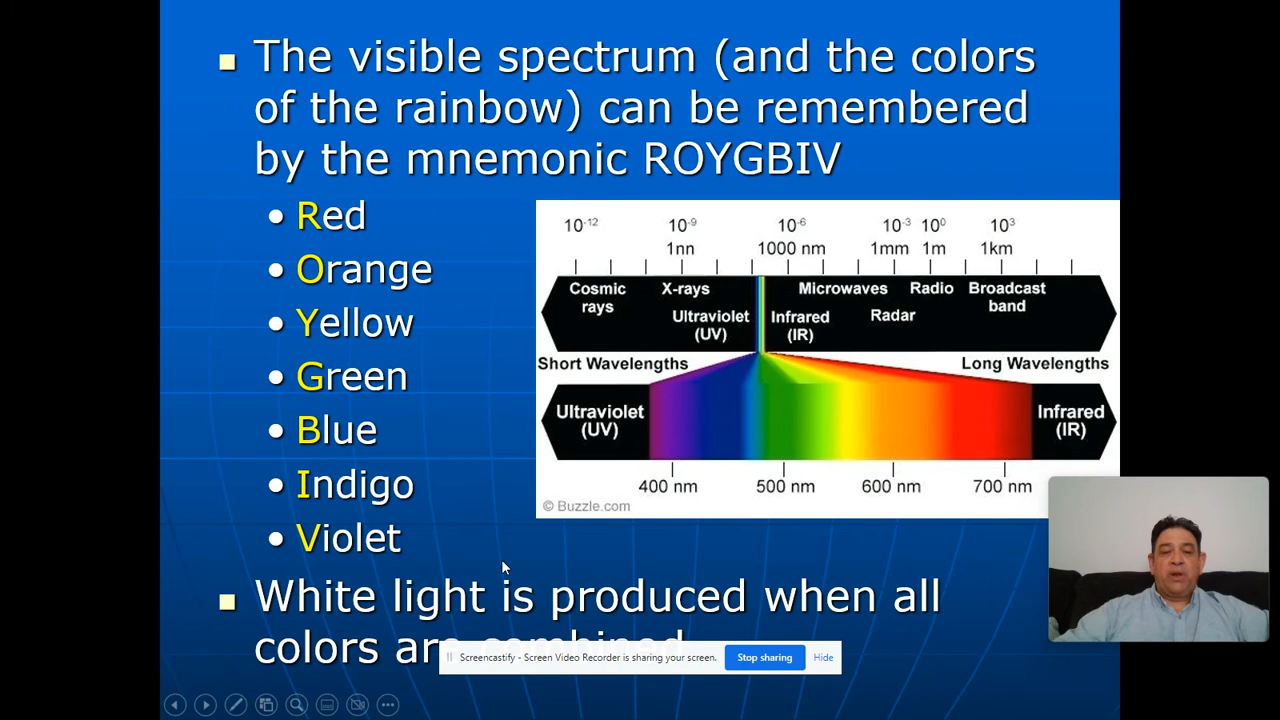 The visible spectrum (and the colors
of the rainbow) can be remembered
by the mnemonic ROYGBIV
• Red
• Orange
• Yellow
• Green
• Blue
• Indigo
• Violet
10-12 10-9 10-6 10-3 100 103
1nn 1000 nm 1mm 1m 1km
Cosmic rays X-rays Ultraviolet (UV) Infrared (IR) Microwaves Radar Radio Broadcast band
Short Wavelengths Long Wavelengths
Ultraviolet (UV) Infrared (IR)
400 nm 500 nm 600 nm 700 nm
© Buzzle.com
White light is produced when all
colors are combined
Screencastify - Screen Video Recorder is sharing your screen. Stop sharing Hide